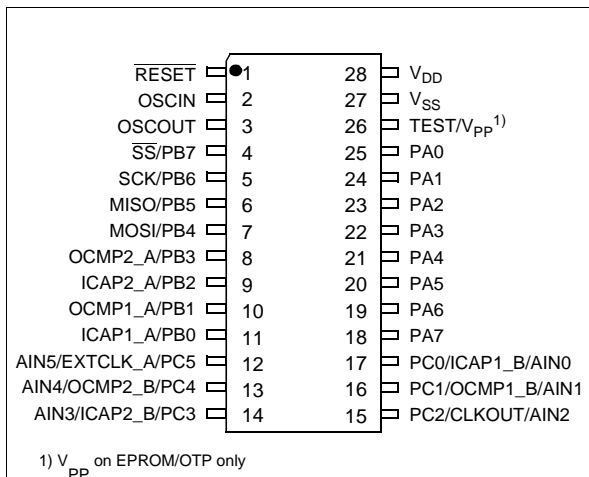 RESET 1 28 VDD
OSCIN 2 27 VSS
OSCOUT 3 26 TEST/VPP1)
SS/PB7 4 25 PA0
SCK/PB6 5 24 PA1
MISO/PB5 6 23 PA2
MOSI/PB4 7 22 PA3
OCMP2_A/PB3 8 21 PA4
ICAP2_A/PB2 9 20 PA5
OCMP1_A/PB1 10 19 PA6
ICAP1_A/PB0 11 18 PA7
AIN5/EXTCLK_A/PC5 12 17 PC0/ICAP1_B/AIN0
AIN4/OCMP2_B/PC4 13 16 PC1/OCMP1_B/AIN1
AIN3/ICAP2_B/PC3 14 15 PC2/CLKOUT/AIN2
1) VPP on EPROM/OTP only